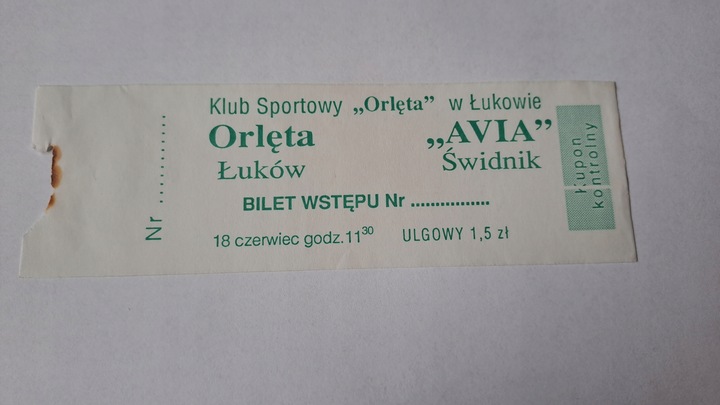 Klub Sportowy „Orlęta” w Łukowie
Orlęta „AVIA”
Łuków Świdnik
BILET WSTĘPU Nr ................
18 czerwiec godz.11³⁰ ULGOWY 1,5 zł
Nr ...........
Kupon
kontrolny